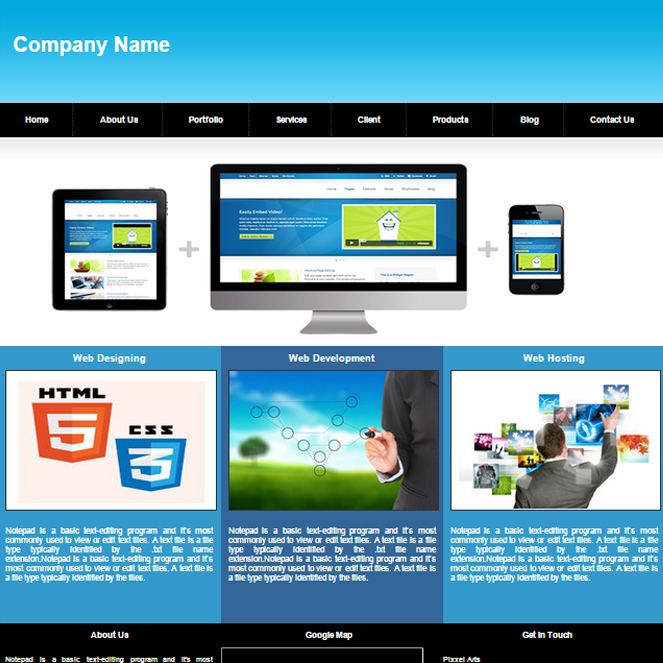 Company Name
Home About Us Portfolio Services Client Products Blog Contact Us
Easily Embed Video!
Web Designing Web Development Web Hosting
HTML
5
CSS
3
Notepad is a basic text-editing program and it's most
commonly used to view or edit text files. A text file is a file
type typically identified by the .txt file name
extension.Notepad is a basic text-editing program and it's
most commonly used to view or edit text files. A text file is
a file type typically identified by the files.
Notepad is a basic text-editing program and it's most
commonly used to view or edit text files. A text file is a file
type typically identified by the .txt file name
extension.Notepad is a basic text-editing program and it's
most commonly used to view or edit text files. A text file is
a file type typically identified by the files.
Notepad is a basic text-editing program and it's most
commonly used to view or edit text files. A text file is a file
type typically identified by the .txt file name
extension.Notepad is a basic text-editing program and it's
most commonly used to view or edit text files. A text file is
a file type typically identified by the files.
About Us Google Map Get In Touch
Notepad is a basic text-editing program and it's most
Pixxel Arts